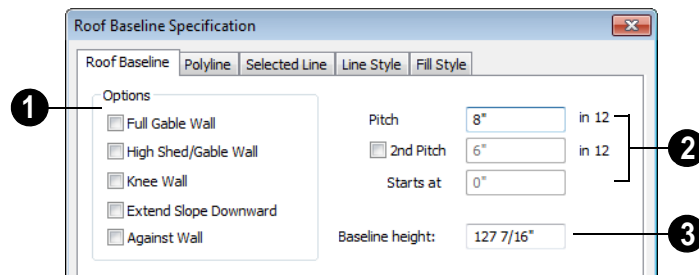 Roof Baseline Specification
Roof Baseline Polyline Selected Line Line Style Fill Style
1 Options
Full Gable Wall
High Shed/Gable Wall
Knee Wall
Extend Slope Downward
Against Wall
Pitch 8" in 12
2nd Pitch 6" in 12
Starts at 0"
2
Baseline height: 127 7/16" 3